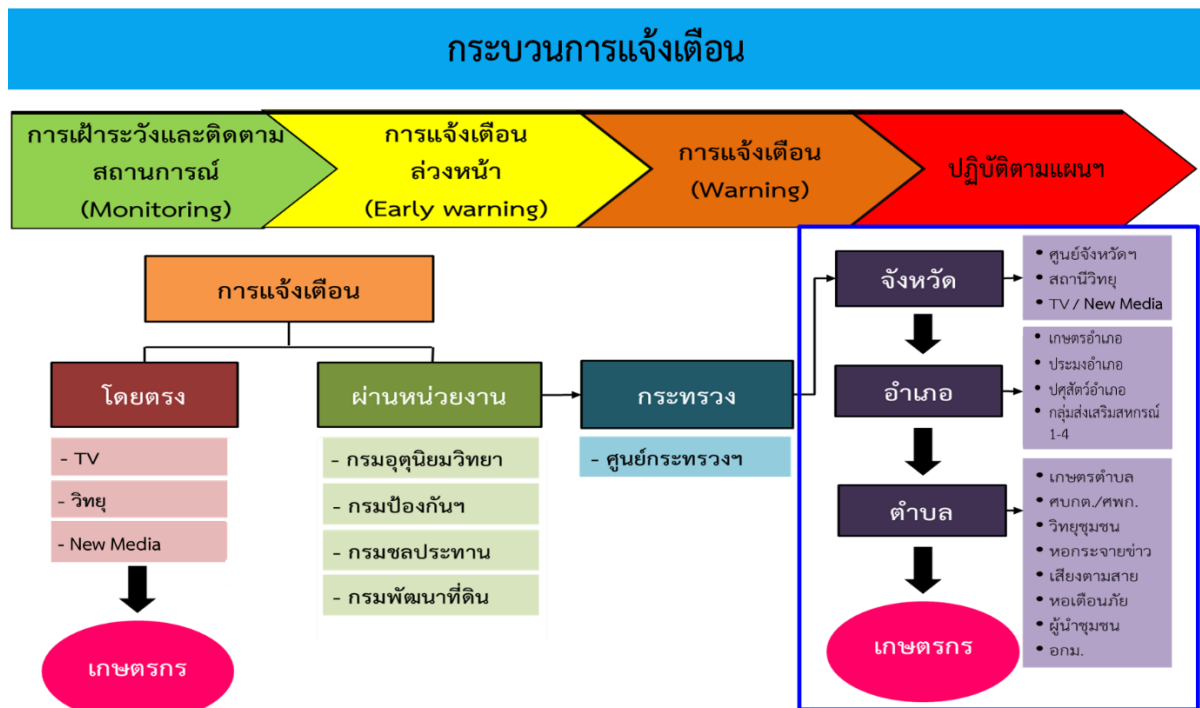 กระบวนการแจ้งเตือน
การเฝ้าระวังและติดตาม
สถานการณ์
(Monitoring)
การแจ้งเตือน
ล่วงหน้า
(Early warning)
การแจ้งเตือน
(Warning)
ปฏิบัติตามแผนฯ
การแจ้งเตือน
โดยตรง
- TV
- วิทยุ
- New Media
เกษตรกร
ผ่านหน่วยงาน
- กรมอุตุนิยมวิทยา
- กรมป้องกันฯ
- กรมชลประทาน
- กรมพัฒนาที่ดิน
กระทรวง
- ศูนย์กระทรวงฯ
จังหวัด
• ศูนย์จังหวัดฯ
• สถานีวิทยุ
• TV / New Media
อำเภอ
• เกษตรอำเภอ
• ประมงอำเภอ
• ปศุสัตว์อำเภอ
• กลุ่มส่งเสริมสหกรณ์
1-4
ตำบล
• เกษตรตำบล
• ศบกต./ศพก.
• วิทยุชุมชน
• หอกระจายข่าว
• เสียงตามสาย
• หอเตือนภัย
• ผู้นำชุมชน
• อกม.
เกษตรกร